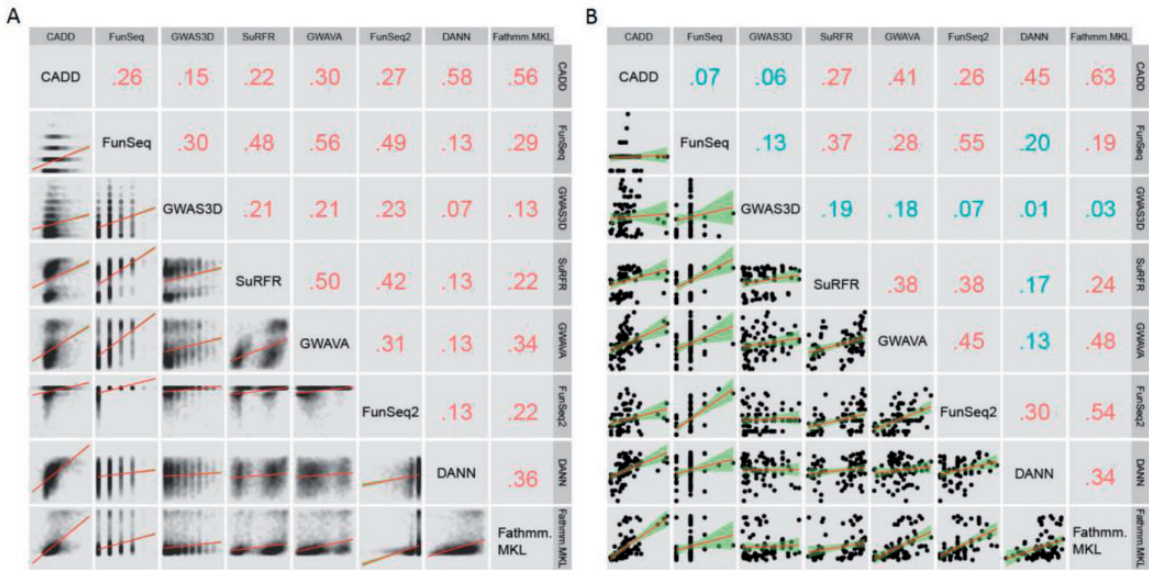 A
CADD FunSeq GWAS3D SuRFR GWAVA FunSeq2 DANN Fathmm.MKL
CADD .26 .15 .22 .30 .27 .58 .56 CADD
FunSeq .30 .48 .56 .49 .13 .29 FunSeq
GWAS3D .21 .21 .23 .07 .13 GWAS3D
SuRFR .50 .42 .13 .22 SuRFR
GWAVA .31 .13 .34 GWAVA
FunSeq2 .13 .22 FunSeq2
DANN .36 DANN
Fathmm.
MKL Fathmm.MKL
B
CADD FunSeq GWAS3D SuRFR GWAVA FunSeq2 DANN Fathmm.MKL
CADD .07 .06 .27 .41 .26 .45 .63 CADD
FunSeq .13 .37 .28 .55 .20 .19 FunSeq
GWAS3D .19 .18 .07 .01 .03 GWAS3D
SuRFR .38 .38 .17 .24 SuRFR
GWAVA .45 .13 .48 GWAVA
FunSeq2 .30 .54 FunSeq2
DANN .34 DANN
Fathmm.
MKL Fathmm.MKL